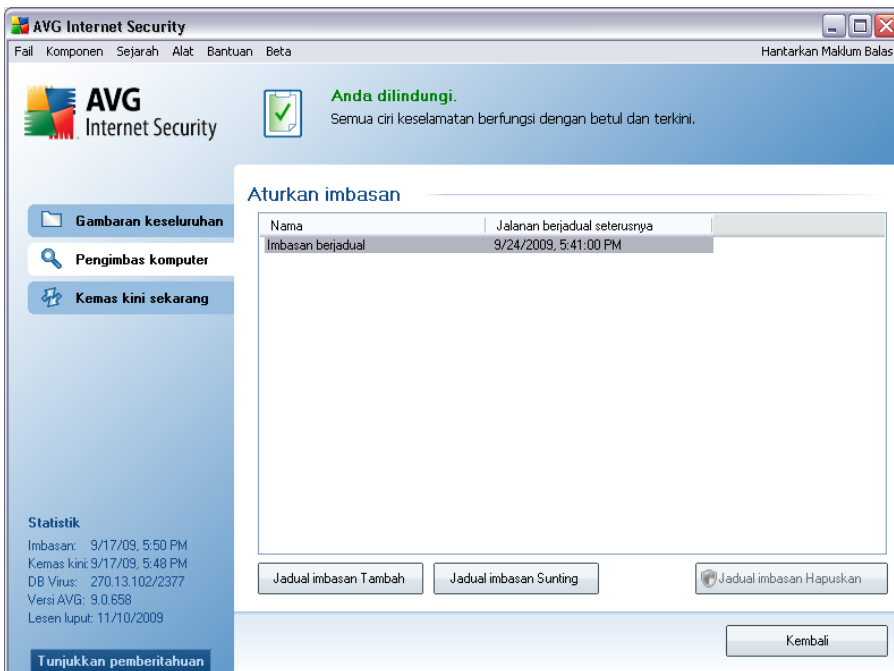 AVG Internet Security
Fail Komponen Sejarah Alat Bantuan Beta Hantarkan Maklum Balas
AVG
Internet Security
Anda dilindungi.
Semua ciri keselamatan berfungsi dengan betul dan terkini.
Gambaran keseluruhan
Pengimbas komputer
Kemas kini sekarang
Aturkan imbasan
Nama Jalanan berjadual seterusnya
Imbasan berjadual 9/24/2009, 5:41:00 PM
Statistik
Imbasan: 9/17/09, 5:50 PM
Kemas kini: 9/17/09, 5:48 PM
DB Virus: 270.13.102/2377
Versi AVG: 9.0.658
Lesen luput: 11/10/2009
Tunjukkan pemberitahuan
Jadual imbasan Tambah Jadual imbasan Sunting Jadual imbasan Hapuskan
Kembali